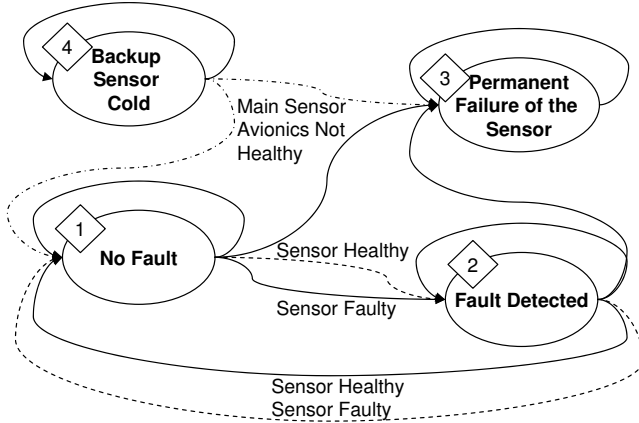 4
Backup
Sensor
Cold
3
Permanent
Failure of the
Sensor
Main Sensor
Avionics Not
Healthy
1
No Fault
Sensor Healthy
2
Fault Detected
Sensor Faulty
Sensor Healthy
Sensor Faulty